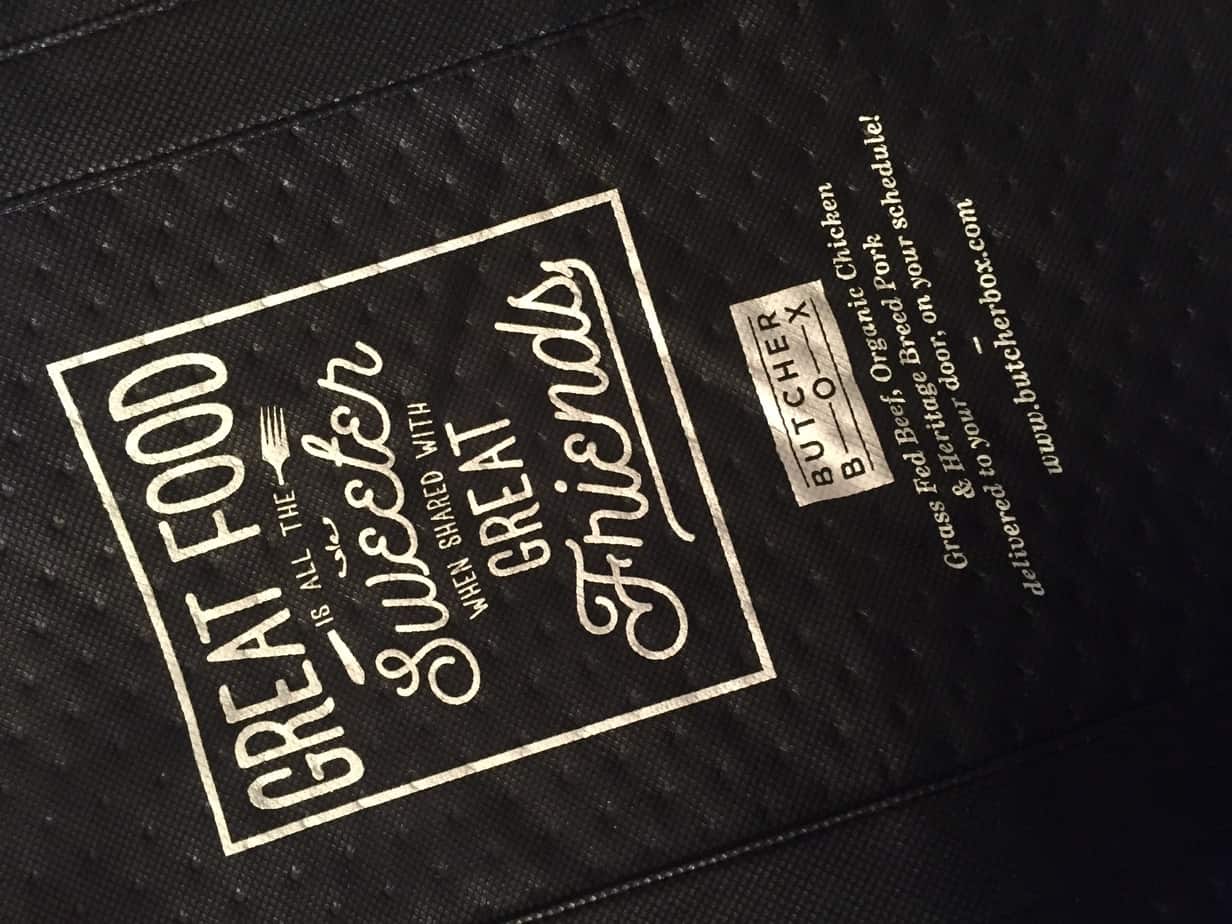 GREAT FOOD
IS ALL THE
Sweeter
WHEN SHARED WITH
GREAT
Friends
BUTCHER
BOX
Grass Fed Beef, Organic Chicken
& Heritage Breed Pork
delivered to your door, on your schedule!
–
www.butcherbox.com